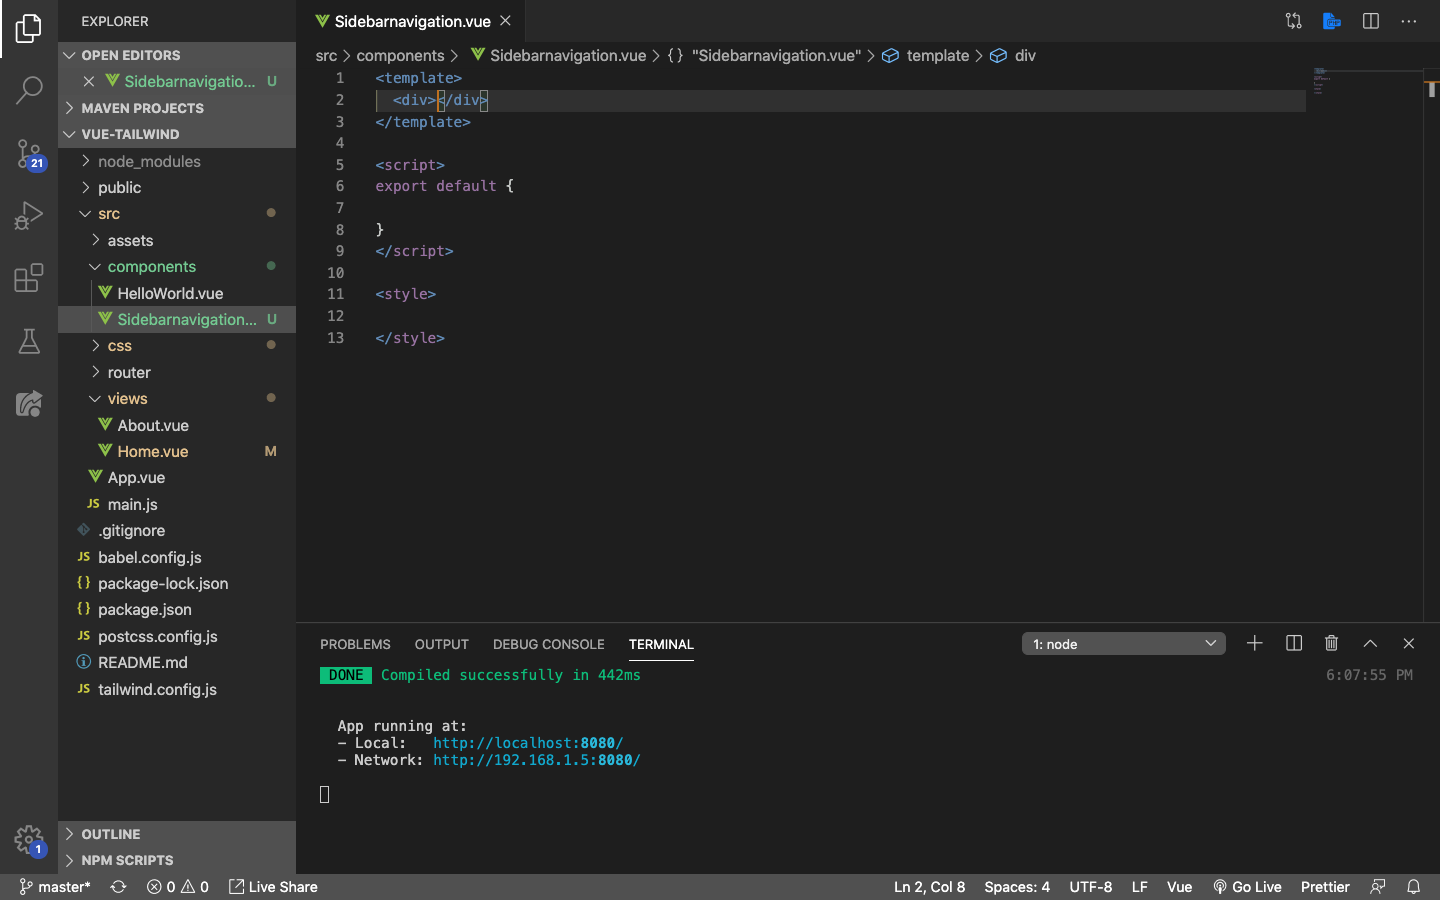 EXPLORER
OPEN EDITORS
Sidebarnavigatio... U
MAVEN PROJECTS
VUE-TAILWIND
node_modules
public
src
assets
components
HelloWorld.vue
Sidebarnavigation... U
css
router
views
About.vue
Home.vue M
App.vue
JS main.js
.gitignore
JS babel.config.js
{} package-lock.json
{} package.json
JS postcss.config.js
README.md
JS tailwind.config.js
OUTLINE
NPM SCRIPTS
21
1
Sidebarnavigation.vue
src > components > Sidebarnavigation.vue > {} "Sidebarnavigation.vue" > template > div
1 <template>
2 <div></div>
3 </template>
4
5 <script>
6 export default {
7
8 }
9 </script>
10
11 <style>
12
13 </style>
PROBLEMS OUTPUT DEBUG CONSOLE TERMINAL 1: node
DONE Compiled successfully in 442ms 6:07:55 PM
App running at:
- Local: http://localhost:8080/
- Network: http://192.168.1.5:8080/
master* 0 0 Live Share Ln 2, Col 8 Spaces: 4 UTF-8 LF Vue Go Live Prettier